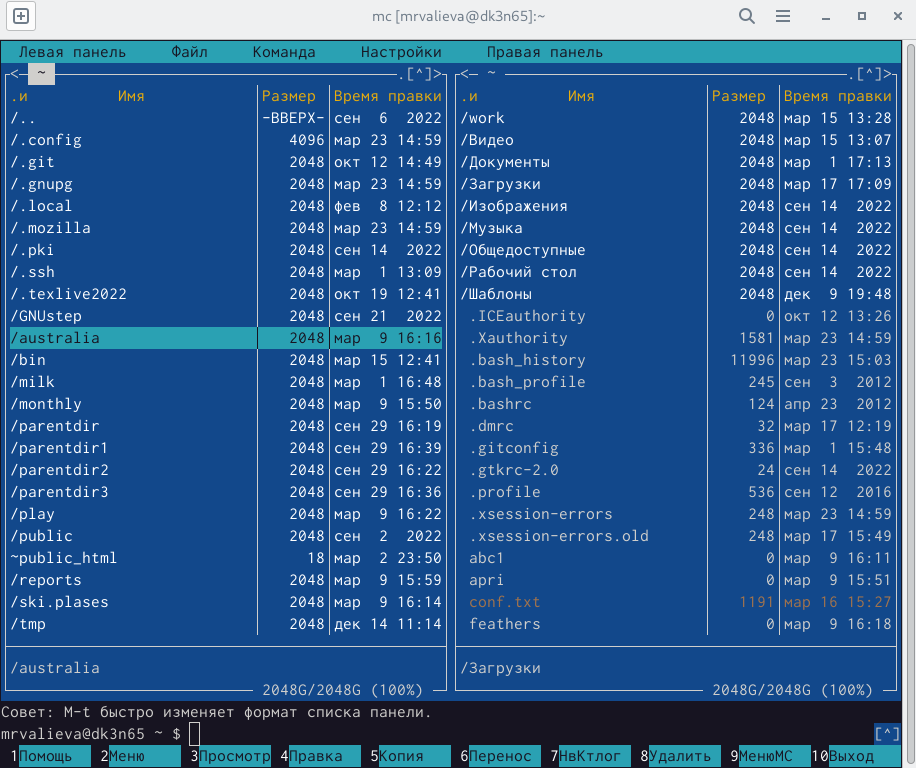 mc [mrvalieva@dk3n65]:~
Левая панель Файл Команда Настройки Правая панель
<─ ~ .[^]> <─ ~ .[^]>
.и Имя Размер Время правки .и Имя Размер Время правки
/.. -ВВЕРХ- сен 6 2022 /work 2048 мар 15 13:28
/.config 4096 мар 23 14:59 /Видео 2048 мар 15 13:07
/.git 2048 окт 12 14:49 /Документы 2048 мар 1 17:13
/.gnupg 2048 мар 23 14:59 /Загрузки 2048 мар 17 17:09
/.local 2048 фев 8 12:12 /Изображения 2048 сен 14 2022
/.mozilla 2048 мар 23 14:59 /Музыка 2048 сен 14 2022
/.pki 2048 сен 14 2022 /Общедоступные 2048 сен 14 2022
/.ssh 2048 мар 1 13:09 /Рабочий стол 2048 сен 14 2022
/.texlive2022 2048 окт 19 12:41 /Шаблоны 2048 дек 9 19:48
/GNUstep 2048 сен 21 2022 .ICEauthority 0 окт 12 13:26
/australia 2048 мар 9 16:16 .Xauthority 1581 мар 23 14:59
/bin 2048 мар 15 12:41 .bash_history 11996 мар 23 15:03
/milk 2048 мар 1 16:48 .bash_profile 245 сен 3 2012
/monthly 2048 мар 9 15:50 .bashrc 124 апр 23 2012
/parentdir 2048 сен 29 16:19 .dmrc 32 мар 17 12:19
/parentdir1 2048 сен 29 16:39 .gitconfig 336 мар 1 15:48
/parentdir2 2048 сен 29 16:22 .gtkrc-2.0 24 сен 14 2022
/parentdir3 2048 сен 29 16:36 .profile 536 сен 12 2016
/play 2048 мар 9 16:22 .xsession-errors 248 мар 23 14:59
/public 2048 сен 2 2022 .xsession-errors.old 248 мар 17 15:49
~public_html 18 мар 2 23:50 abc1 0 мар 9 16:11
/reports 2048 мар 9 15:59 apri 0 мар 9 15:51
/ski.plases 2048 мар 9 16:14 conf.txt 1191 мар 16 15:27
/tmp 2048 дек 14 11:14 feathers 0 мар 9 16:18
/australia /Загрузки
2048G/2048G (100%) 2048G/2048G (100%)
Совет: M-t быстро изменяет формат списка панели.
mrvalieva@dk3n65 ~ $ [^]
1Помощь 2Меню 3Просмотр 4Правка 5Копия 6Перенос 7НвКтлог 8Удалить 9МенюМС 10Выход